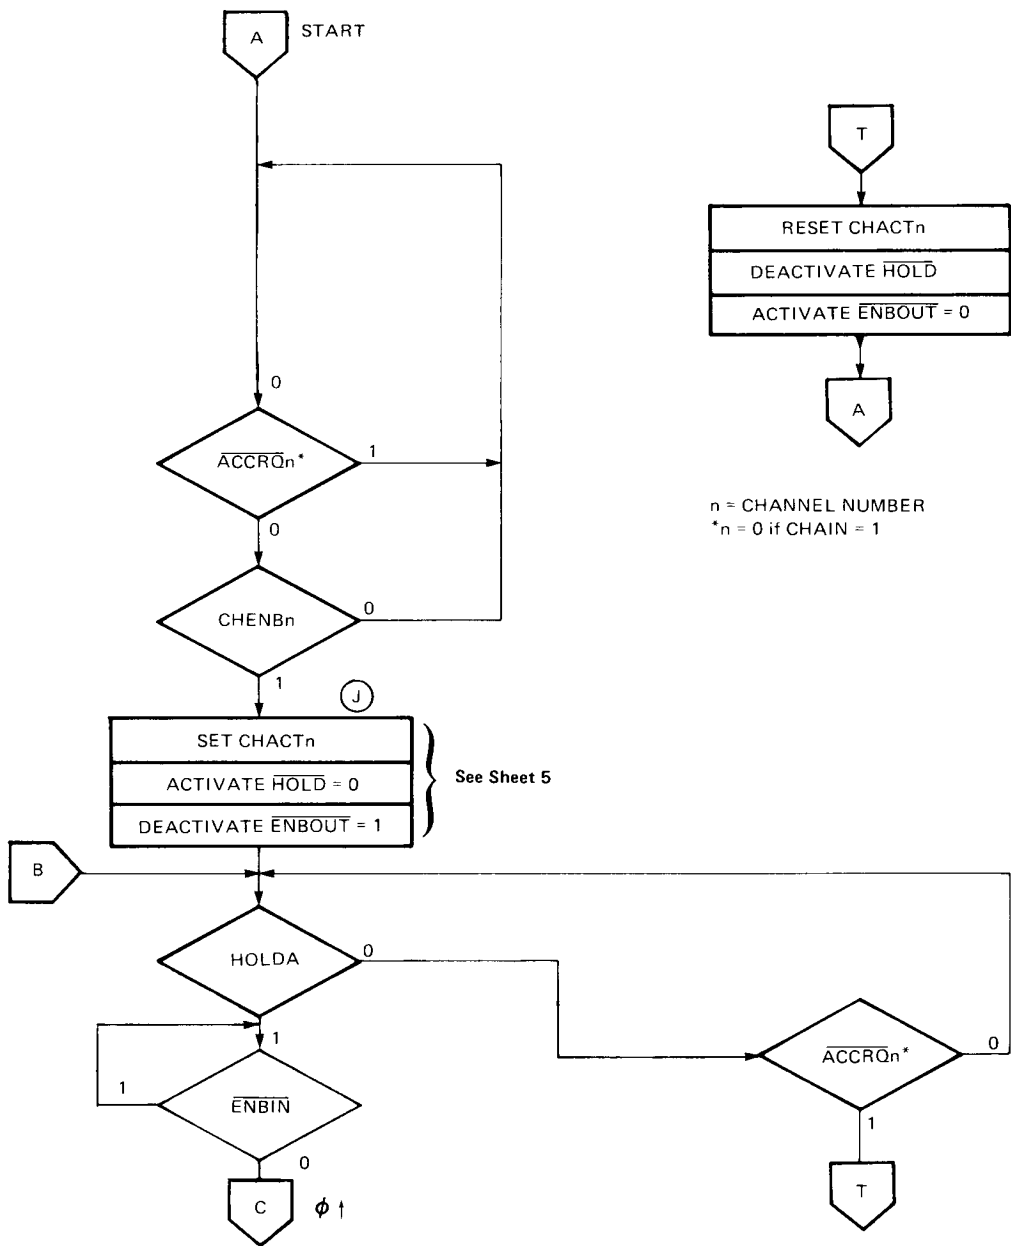 A START
0
ACCRQn*
1
0
CHENBn
0
1
J
SET CHACTn
ACTIVATE HOLD = 0
DEACTIVATE ENBOUT = 1
See Sheet 5
B
HOLDA
0
1
ENBIN
1
0
C
ϕ ↑
T
RESET CHACTn
DEACTIVATE HOLD
ACTIVATE ENBOUT = 0
A
n = CHANNEL NUMBER
*n = 0 if CHAIN = 1
ACCRQn*
0
1
T